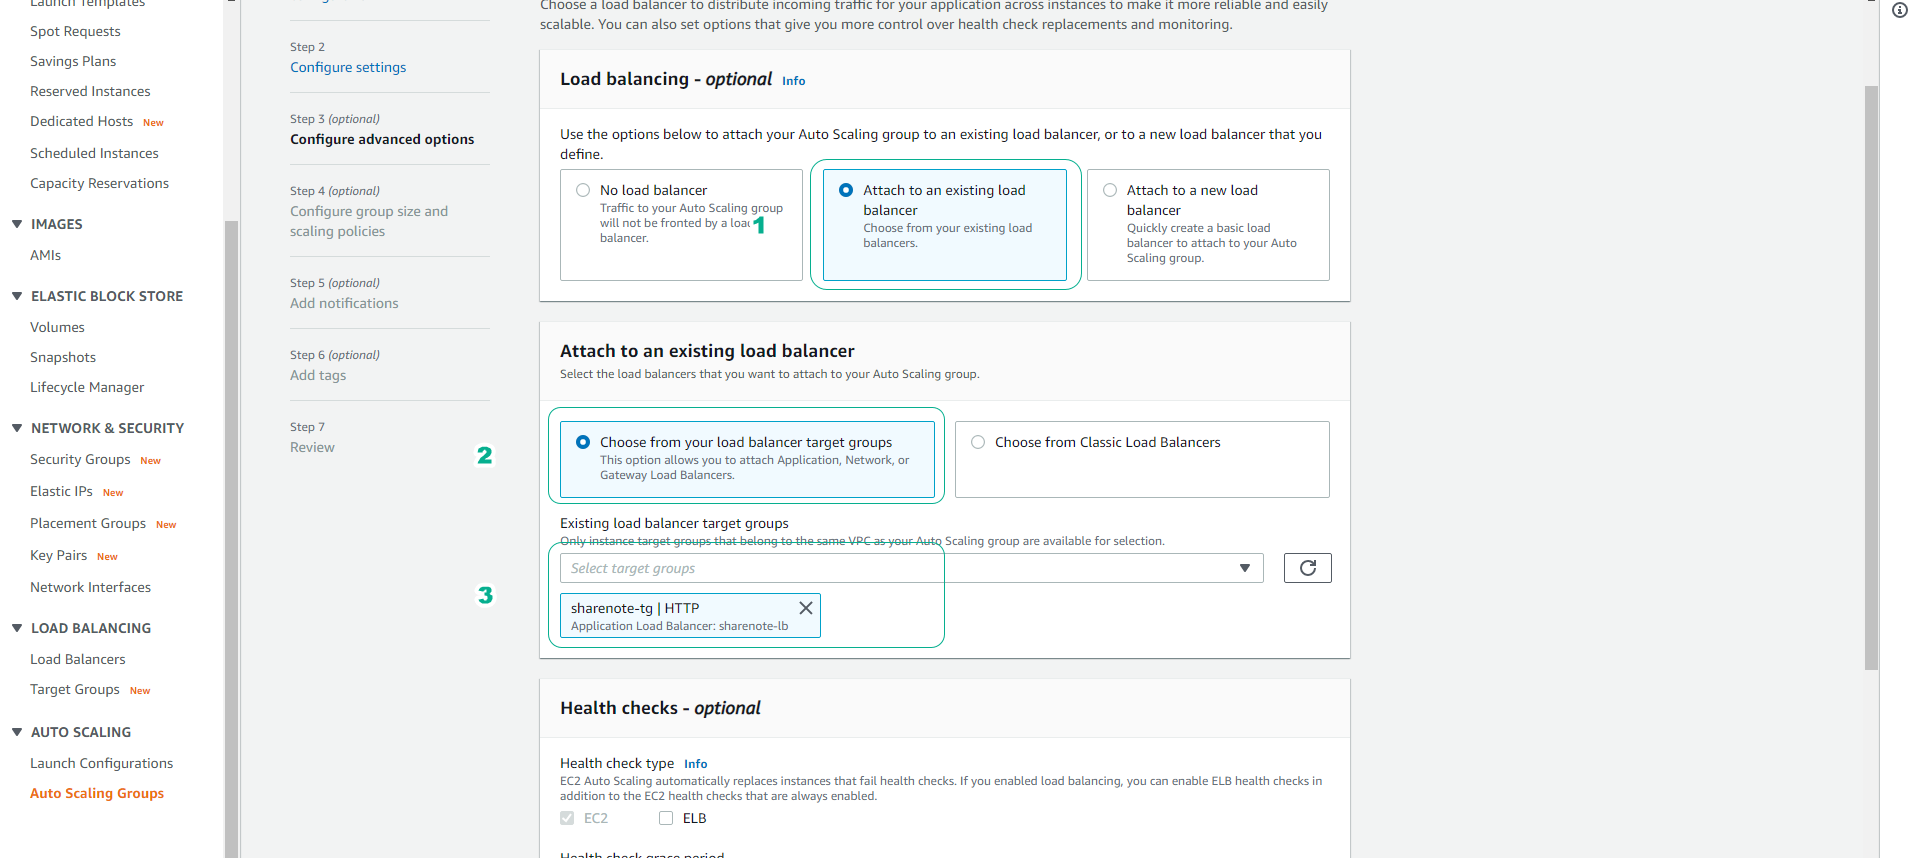 Launch Templates
Spot Requests
Savings Plans
Reserved Instances
Dedicated Hosts New
Scheduled Instances
Capacity Reservations
IMAGES
AMIs
ELASTIC BLOCK STORE
Volumes
Snapshots
Lifecycle Manager
NETWORK & SECURITY
Security Groups New
Elastic IPs New
Placement Groups New
Key Pairs New
Network Interfaces
LOAD BALANCING
Load Balancers
Target Groups New
AUTO SCALING
Launch Configurations
Auto Scaling Groups
Step 2
Configure settings
Step 3 (optional)
Configure advanced options
Step 4 (optional)
Configure group size and
scaling policies
Step 5 (optional)
Add notifications
Step 6 (optional)
Add tags
Step 7
Review
Choose a load balancer to distribute incoming traffic for your application across instances to make it more reliable and easily
scalable. You can also set options that give you more control over health check replacements and monitoring.
Load balancing - optional Info
Use the options below to attach your Auto Scaling group to an existing load balancer, or to a new load balancer that you
define.
No load balancer
Traffic to your Auto Scaling group
will not be fronted by a load
balancer.
1
Attach to an existing load
balancer
Choose from your existing load
balancers.
Attach to a new load
balancer
Quickly create a basic load
balancer to attach to your Auto
Scaling group.
Attach to an existing load balancer
Select the load balancers that you want to attach to your Auto Scaling group.
2
Choose from your load balancer target groups
This option allows you to attach Application, Network, or
Gateway Load Balancers.
Choose from Classic Load Balancers
Existing load balancer target groups
Only instance target groups that belong to the same VPC as your Auto Scaling group are available for selection.
Select target groups
3
sharenote-tg | HTTP
Application Load Balancer: sharenote-lb
Health checks - optional
Health check type Info
EC2 Auto Scaling automatically replaces instances that fail health checks. If you enabled load balancing, you can enable ELB health checks in
addition to the EC2 health checks that are always enabled.
EC2 ELB
Health check grace period